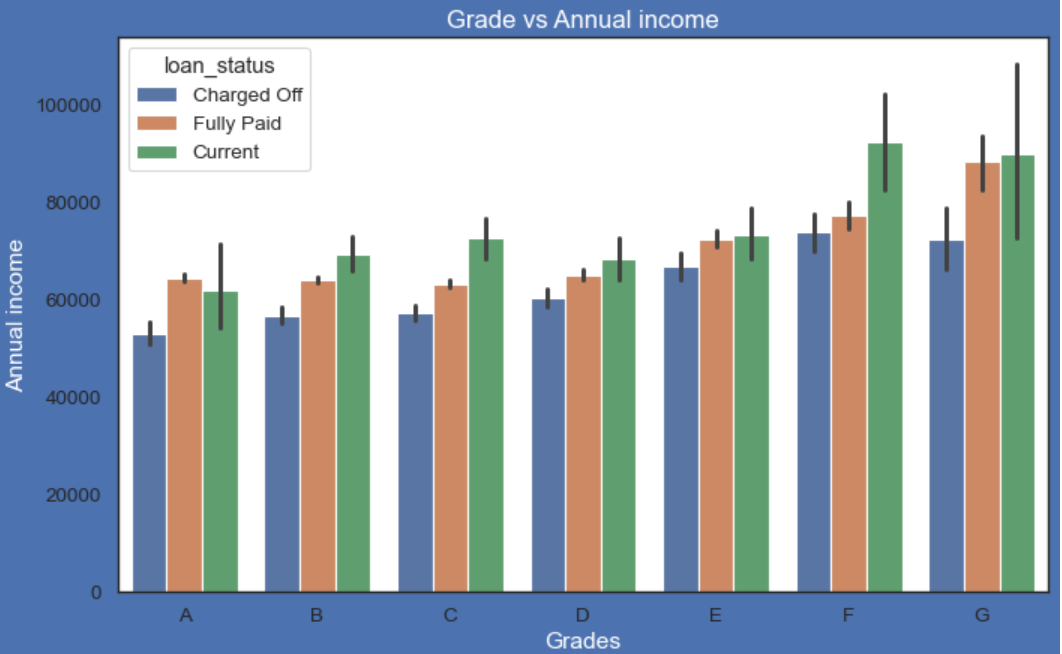 Grade vs Annual income
loan_status
Charged Off
Fully Paid
Current
100000
80000
60000
40000
20000
0
Annual income
A B C D E F G
Grades